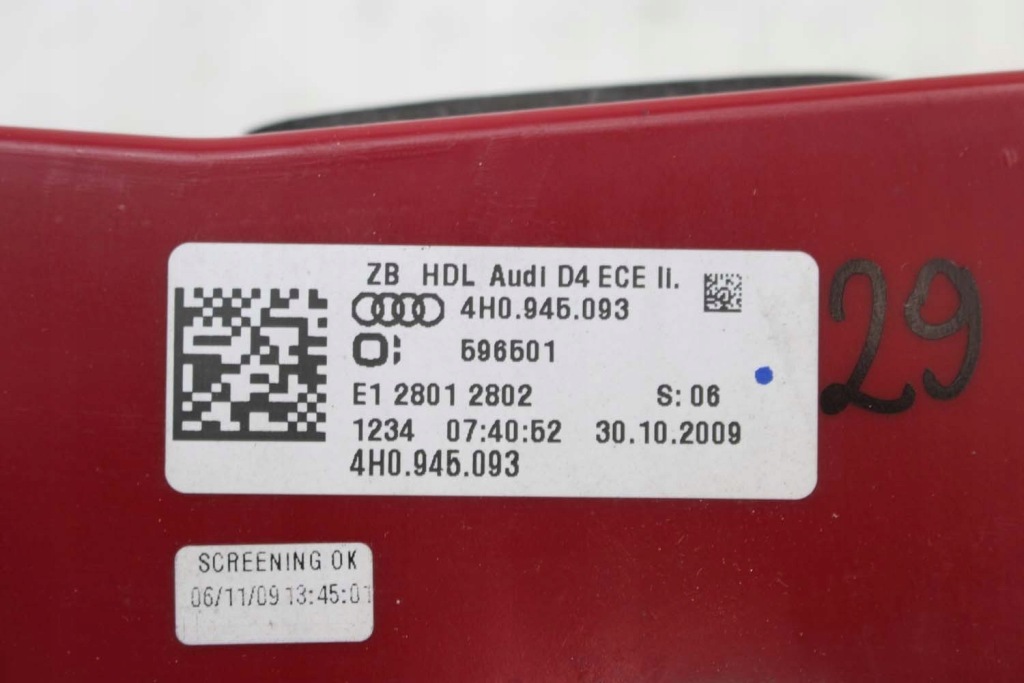 ZB HDL Audi D4 ECE li.
4H0.945.093
596501
E1 2801 2802 S: 06
1234 07:40:52 30.10.2009
4H0.945.093
29
SCREENING OK
06/11/09 13:45:01